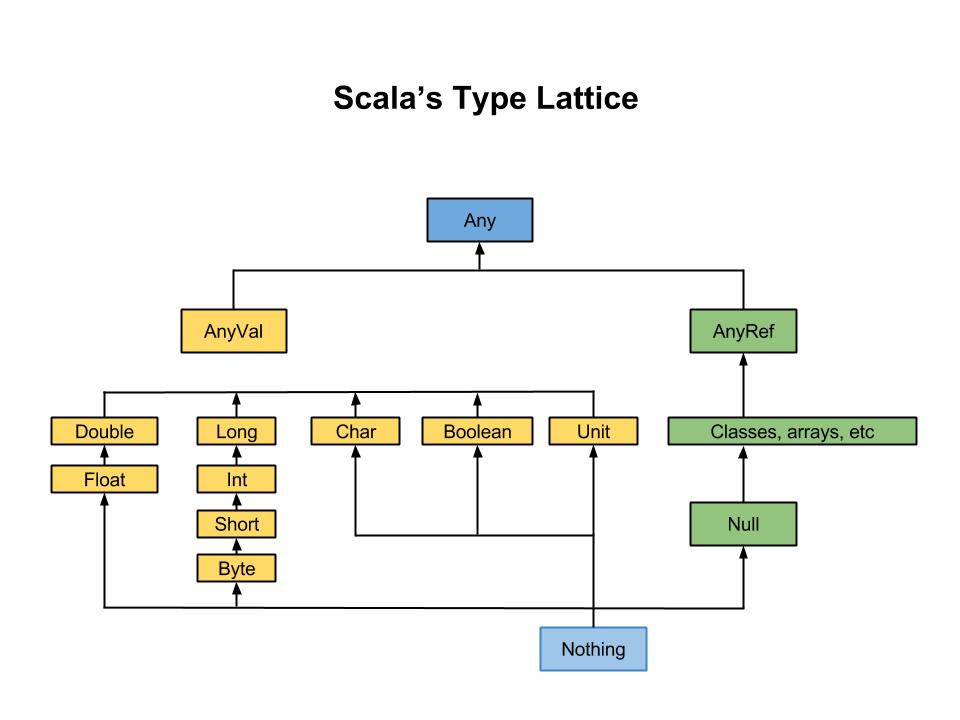 Scala’s Type Lattice
Any
AnyVal
AnyRef
Double
Long
Char
Boolean
Unit
Classes, arrays, etc
Float
Int
Short
Null
Byte
Nothing